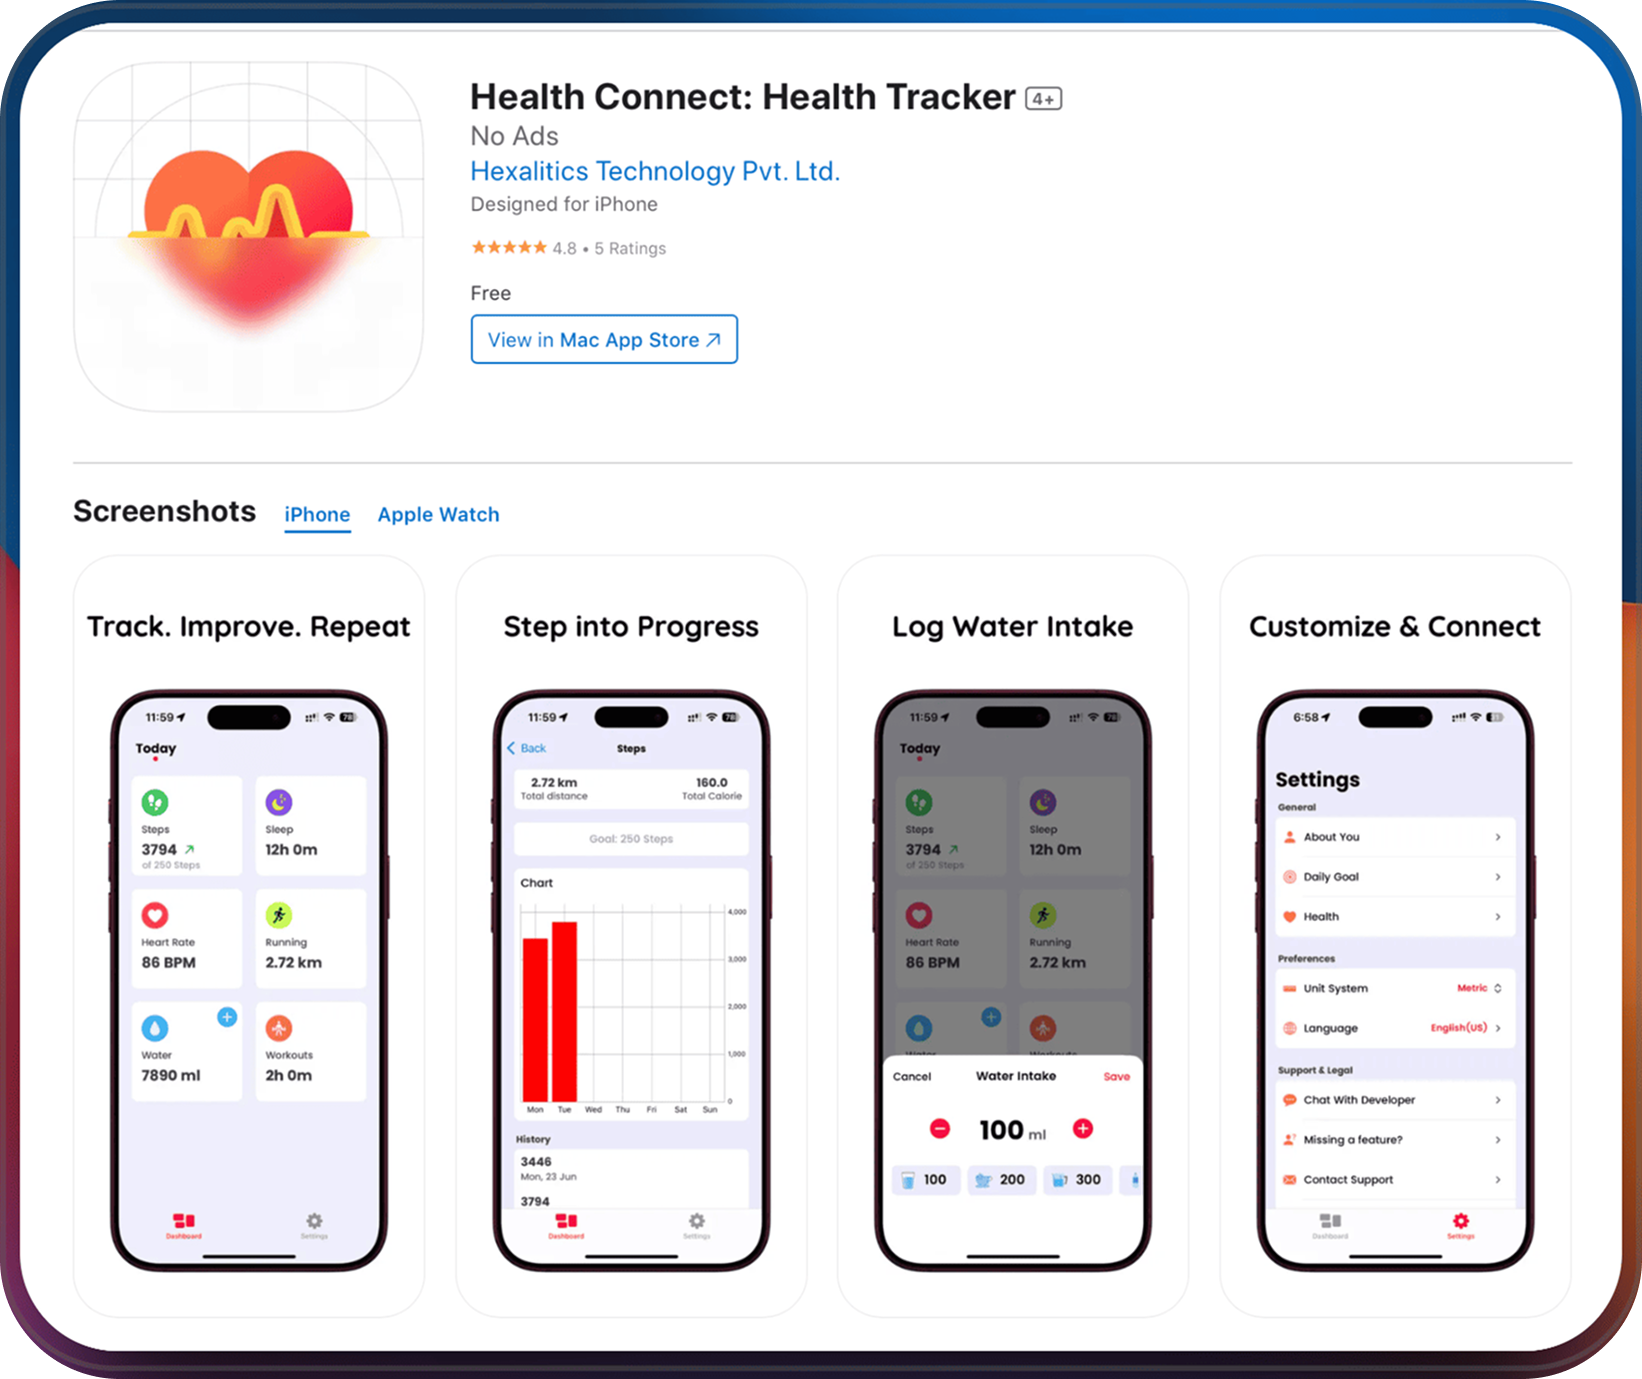 Health Connect: Health Tracker 4+
No Ads
Hexalitics Technology Pvt. Ltd.
Designed for iPhone
★★★★★ 4.8 • 5 Ratings
Free
View in Mac App Store ↗
Screenshots iPhone Apple Watch
Track. Improve. Repeat
11:59 78
Today
Steps
3794
of 250 Steps
Sleep
12h 0m
Heart Rate
86 BPM
Running
2.72 km
Water
7890 ml
Workouts
2h 0m
Dashboard Settings
Step into Progress
11:59 78
Back Steps
2.72 km 160.0
Total distance Total Calorie
Goal: 250 Steps
Chart
4,000
3,000
2,000
1,000
0
Mon Tue Wed Thu Fri Sat Sun
History
3446
Mon, 23 Jun
3794
Dashboard Settings
Log Water Intake
11:59 78
Today
Steps
3794
of 250 Steps
Sleep
12h 0m
Heart Rate
86 BPM
Running
2.72 km
Water Workouts
Cancel Water Intake Save
100 ml
100 200 300
Customize & Connect
6:58
Settings
General
About You
Daily Goal
Health
Preferences
Unit System Metric
Language English(US)
Support & Legal
Chat With Developer
Missing a feature?
Contact Support
Dashboard Settings